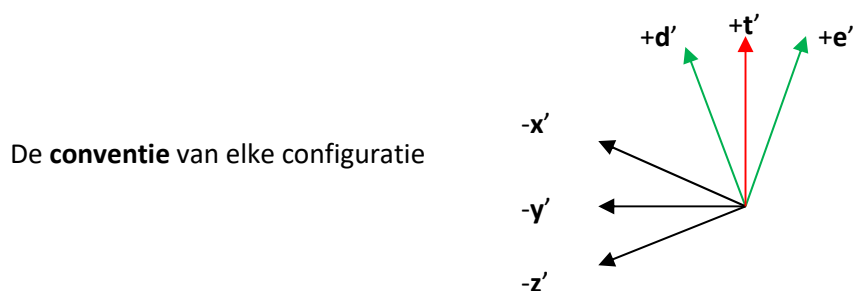 +d’
+t’
+e’
-x’
De conventie van elke configuratie
-y’
-z’